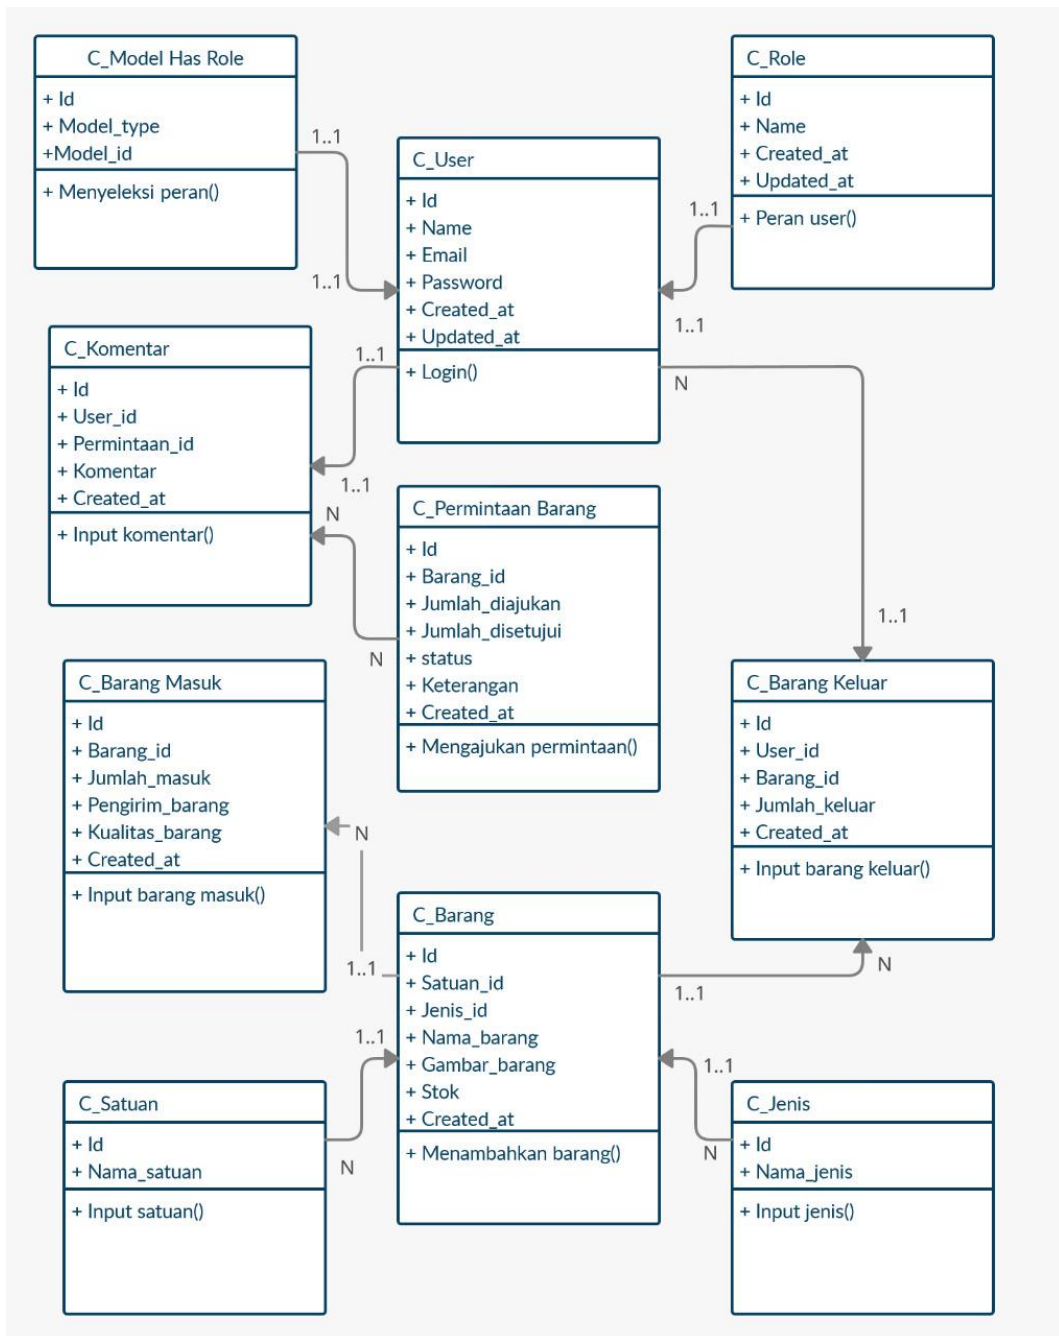 C_Model Has Role
+ Id
+ Model_type
+Model_id
+ Menyeleksi peran()
1..1
1..1
C_Role
+ Id
+ Name
+ Created_at
+ Updated_at
+ Peran user()
1..1
1..1
C_User
+ Id
+ Name
+ Email
+ Password
+ Created_at
+ Updated_at
+ Login()
1..1
1..1
N
1..1
C_Komentar
+ Id
+ User_id
+ Permintaan_id
+ Komentar
+ Created_at
+ Input komentar()
N
N
C_Permintaan Barang
+ Id
+ Barang_id
+ Jumlah_diajukan
+ Jumlah_disetujui
+ status
+ Keterangan
+ Created_at
+ Mengajukan permintaan()
C_Barang Masuk
+ Id
+ Barang_id
+ Jumlah_masuk
+ Pengirim_barang
+ Kualitas_barang
+ Created_at
+ Input barang masuk()
N
1..1
C_Barang Keluar
+ Id
+ User_id
+ Barang_id
+ Jumlah_keluar
+ Created_at
+ Input barang keluar()
N
1..1
C_Barang
+ Id
+ Satuan_id
+ Jenis_id
+ Nama_barang
+ Gambar_barang
+ Stok
+ Created_at
+ Menambahkan barang()
1..1
N
C_Satuan
+ Id
+ Nama_satuan
+ Input satuan()
1..1
N
C_Jenis
+ Id
+ Nama_jenis
+ Input jenis()